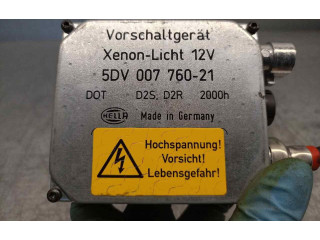 Vorschaltgerät
Xenon-Licht 12V
5DV 007 760-21
DOT D2S, D2R 2000h
HELLA Made in Germany
Hochspannung!
Vorsicht!
Lebensgefahr!